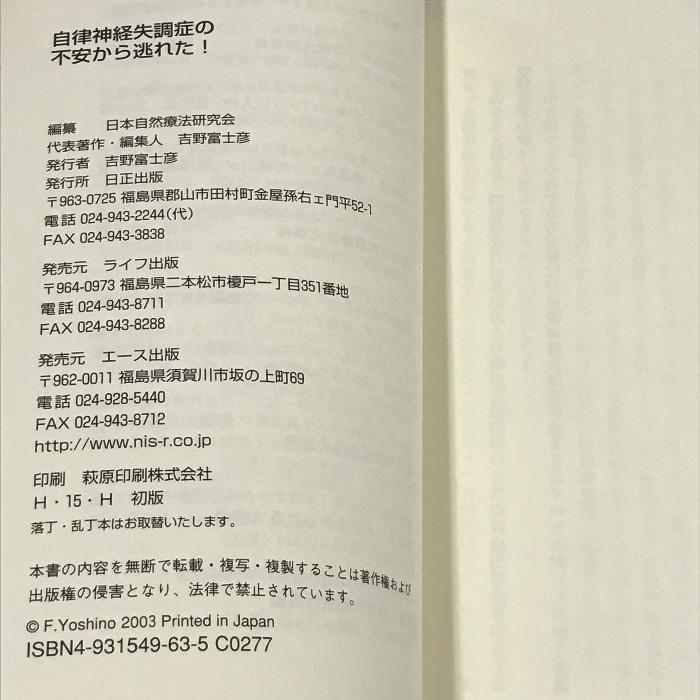 自律神経失調症の
不安から逃れた！
編纂　日本自然療法研究会
代表著作・編集人　吉野富士彦
発行者　吉野富士彦
発行所　日正出版
〒963-0725 福島県郡山市田村町金屋孫右ェ門平52-1
電話 024-943-2244(代)
FAX 024-943-3838
発売元　ライフ出版
〒964-0973 福島県二本松市榎戸一丁目351番地
電話 024-943-8711
FAX 024-943-8288
発売元　エース出版
〒962-0011 福島県須賀川市坂の上町69
電話 024-928-5440
FAX 024-943-8712
http://www.nis-r.co.jp
印刷　萩原印刷株式会社
H・15・H　初版
落丁・乱丁本はお取替いたします。
本書の内容を無断で転載・複写・複製することは著作権および
出版権の侵害となり、法律で禁止されています。
© F.Yoshino 2003 Printed in Japan
ISBN4-931549-63-5 C0277